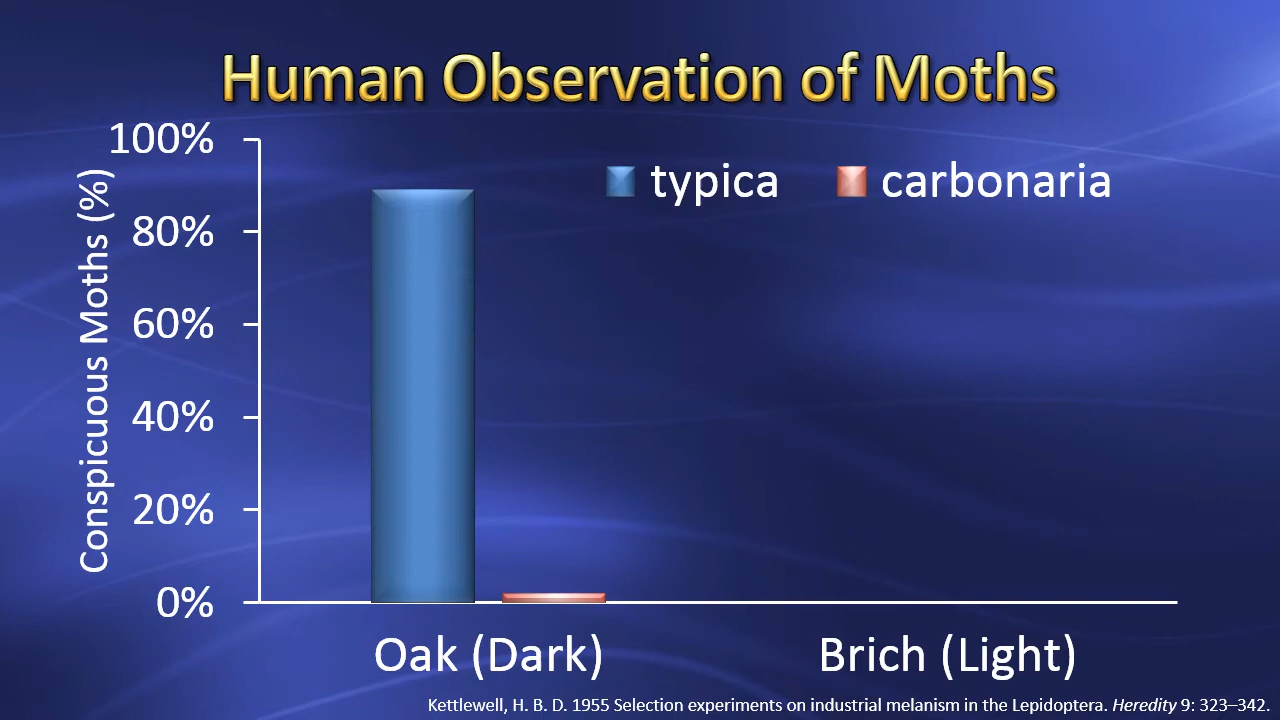 Human Observation of Moths
100%
80%
60%
40%
20%
0%
Conspicuous Moths (%)
typica
carbonaria
Oak (Dark)
Brich (Light)
Kettlewell, H. B. D. 1955 Selection experiments on industrial melanism in the Lepidoptera. Heredity 9: 323–342.